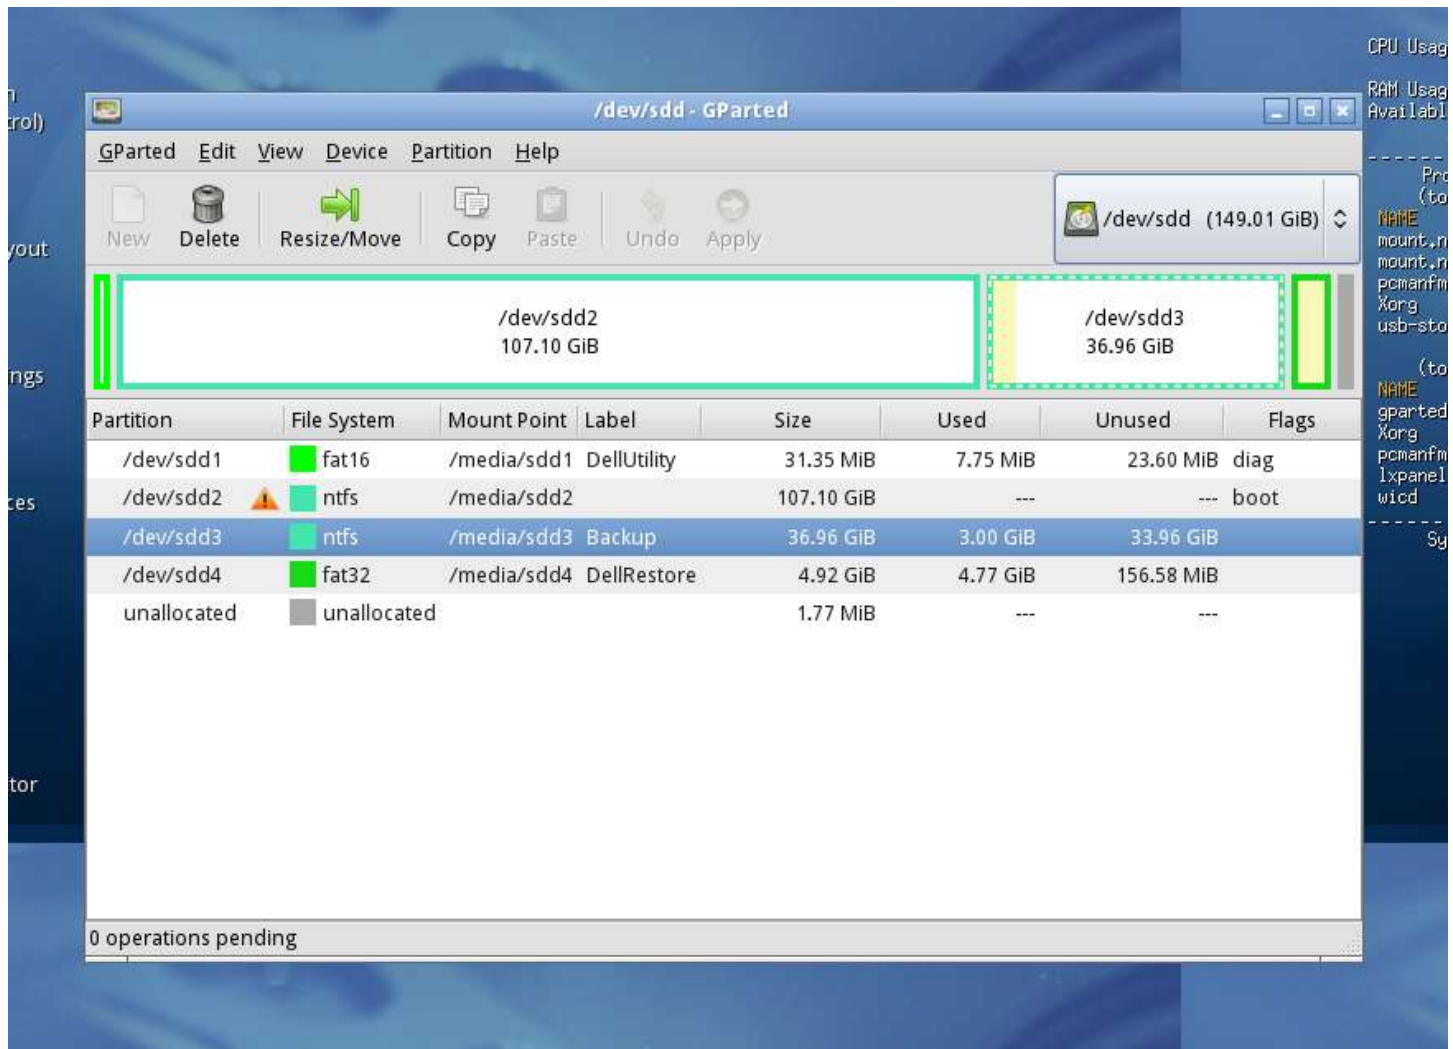 /dev/sdd - GParted
GParted Edit View Device Partition Help
New Delete Resize/Move Copy Paste Undo Apply /dev/sdd (149.01 GiB)
/dev/sdd2
107.10 GiB
/dev/sdd3
36.96 GiB
Partition File System Mount Point Label Size Used Unused Flags
/dev/sdd1 fat16 /media/sdd1 DellUtility 31.35 MiB 7.75 MiB 23.60 MiB diag
/dev/sdd2 ntfs /media/sdd2 107.10 GiB --- --- boot
/dev/sdd3 ntfs /media/sdd3 Backup 36.96 GiB 3.00 GiB 33.96 GiB
/dev/sdd4 fat32 /media/sdd4 DellRestore 4.92 GiB 4.77 GiB 156.58 MiB
unallocated unallocated 1.77 MiB --- ---
0 operations pending
rol)
yout
ngs
ces
tor
CPU Usag
RAM Usag
Availabl
------
Pro
(to
NAME
mount.n
mount.n
pcmanfm
Xorg
usb-sto
(to
NAME
gparted
Xorg
pcmanfm
lxpanel
wicd
------
Sy